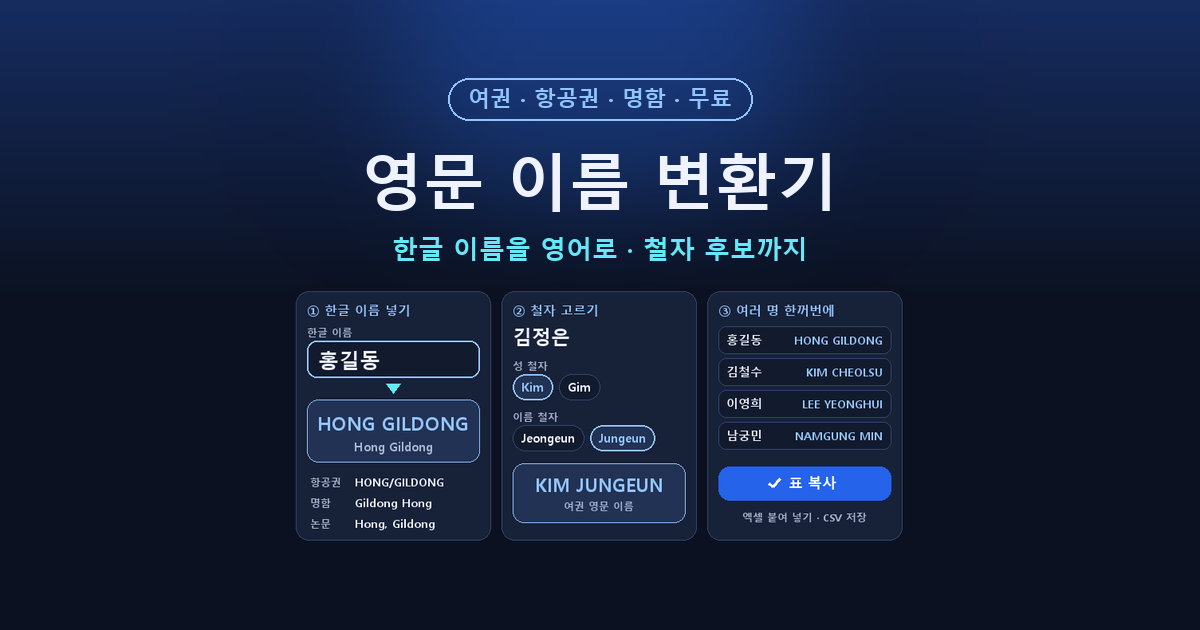 여권 · 항공권 · 명함 · 무료
영문 이름 변환기
한글 이름을 영어로 · 철자 후보까지
① 한글 이름 넣기
한글 이름
홍길동
HONG GILDONG
Hong Gildong
항공권 HONG/GILDONG
명함 Gildong Hong
논문 Hong, Gildong
② 철자 고르기
김정은
성 철자
Kim Gim
이름 철자
Jeongeun Jungeun
KIM JUNGEUN
여권 영문 이름
③ 여러 명 한꺼번에
홍길동 HONG GILDONG
김철수 KIM CHEOLSU
이영희 LEE YEONGHUI
남궁민 NAMGUNG MIN
✓ 표 복사
엑셀 붙여 넣기 · CSV 저장